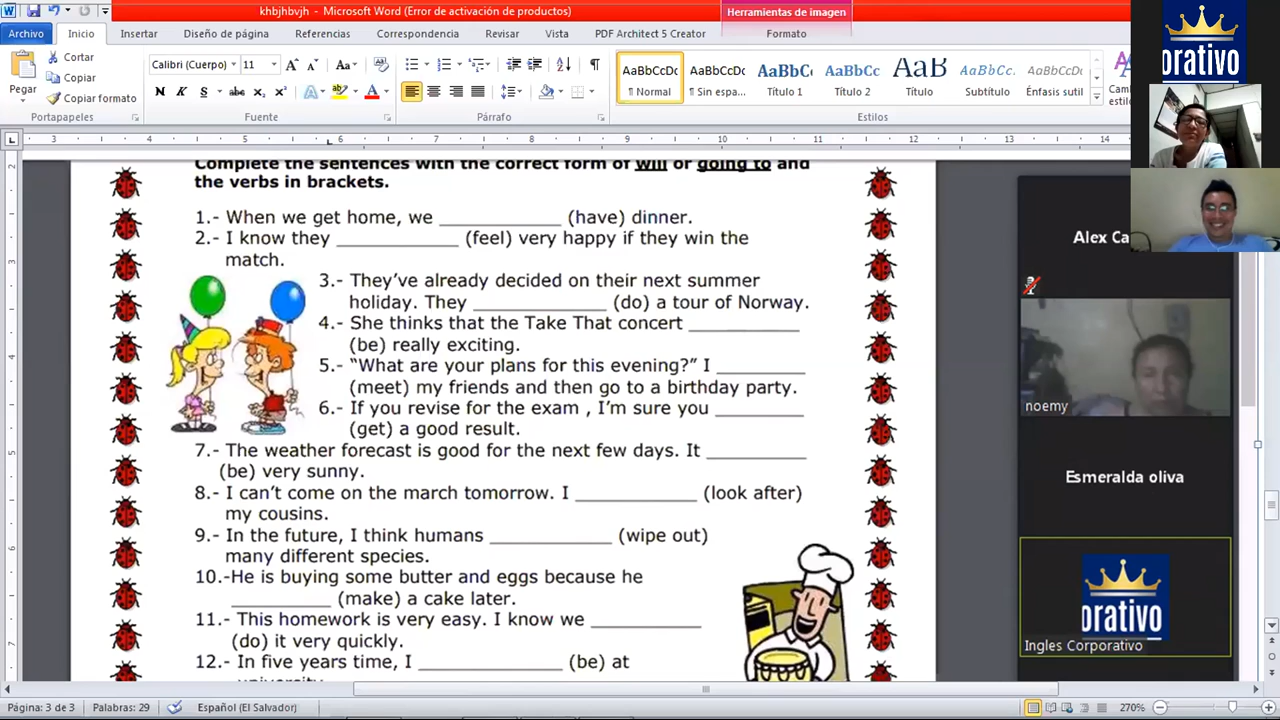 khbjhbvjh - Microsoft Word (Error de activación de productos)
Herramientas de imagen
Archivo Inicio Insertar Diseño de página Referencias Correspondencia Revisar Vista PDF Architect 5 Creator Formato
Pegar
Cortar
Copiar
Copiar formato
Portapapeles
Calibri (Cuerpo) 11
Fuente
Párrafo
AaBbCcDc AaBbCcDc AaBbC AaBbCc AaB AaBbCc. AaBbCcDc
¶ Normal ¶ Sin espa... Título 1 Título 2 Título Subtítulo Énfasis sutil
Estilos
3 4 5 6 7 8 9 10 11 12 13 14
Complete the sentences with the correct form of will or going to and
the verbs in brackets.
1.- When we get home, we ____________ (have) dinner.
2.- I know they ____________ (feel) very happy if they win the
match.
3.- They've already decided on their next summer
holiday. They _____________ (do) a tour of Norway.
4.- She thinks that the Take That concert ___________
(be) really exciting.
5.- “What are your plans for this evening?” I _________
(meet) my friends and then go to a birthday party.
6.- If you revise for the exam , I'm sure you _________
(get) a good result.
7.- The weather forecast is good for the next few days. It __________
(be) very sunny.
8.- I can't come on the march tomorrow. I ____________ (look after)
my cousins.
9.- In the future, I think humans ____________ (wipe out)
many different species.
10.-He is buying some butter and eggs because he
__________ (make) a cake later.
11.- This homework is very easy. I know we ___________
(do) it very quickly.
12.- In five years time, I ______________ (be) at
university.
orativo
Alex Ca
noemy
Esmeralda oliva
orativo
Ingles Corporativo
Página: 3 de 3 Palabras: 29 Español (El Salvador) 270%